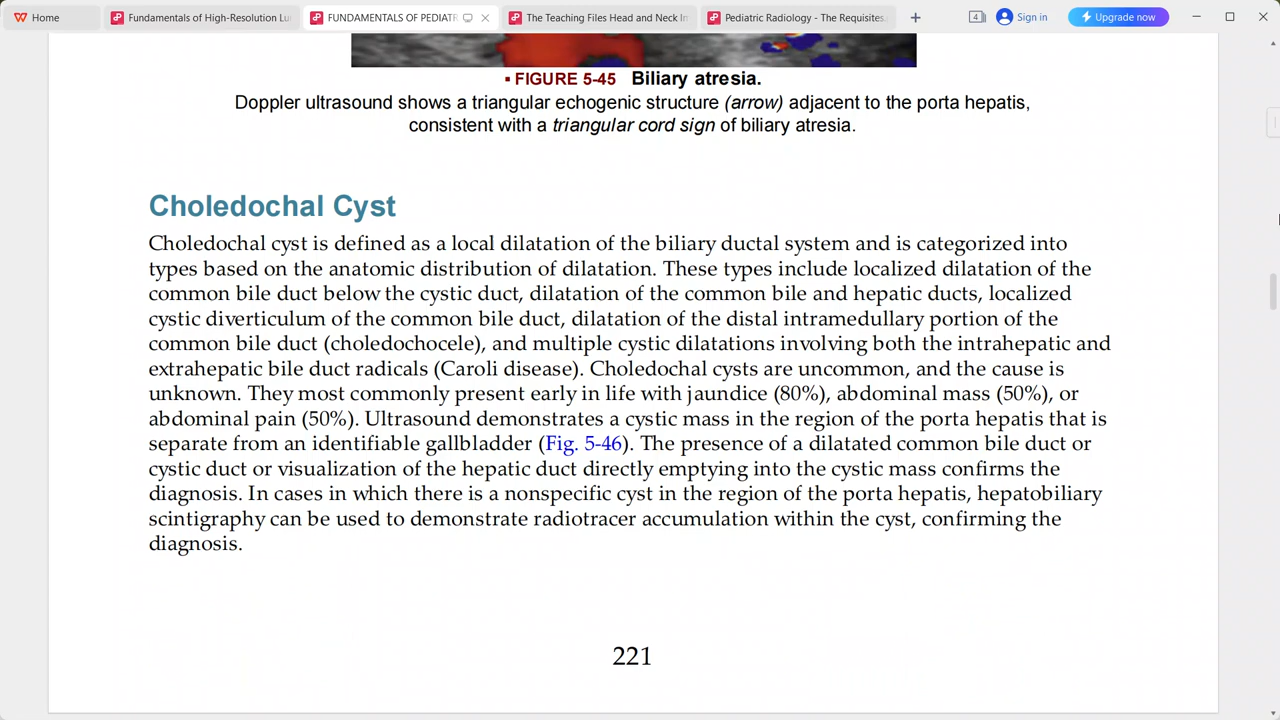 Home
Fundamentals of High-Resolution Lu
FUNDAMENTALS OF PEDIATR
The Teaching Files Head and Neck Im
Pediatric Radiology - The Requisites.
4
Sign in
Upgrade now
▪ FIGURE 5-45 Biliary atresia.
Doppler ultrasound shows a triangular echogenic structure (arrow) adjacent to the porta hepatis,
consistent with a triangular cord sign of biliary atresia.
Choledochal Cyst
Choledochal cyst is defined as a local dilatation of the biliary ductal system and is categorized into
types based on the anatomic distribution of dilatation. These types include localized dilatation of the
common bile duct below the cystic duct, dilatation of the common bile and hepatic ducts, localized
cystic diverticulum of the common bile duct, dilatation of the distal intramedullary portion of the
common bile duct (choledochocele), and multiple cystic dilatations involving both the intrahepatic and
extrahepatic bile duct radicals (Caroli disease). Choledochal cysts are uncommon, and the cause is
unknown. They most commonly present early in life with jaundice (80%), abdominal mass (50%), or
abdominal pain (50%). Ultrasound demonstrates a cystic mass in the region of the porta hepatis that is
separate from an identifiable gallbladder (Fig. 5-46). The presence of a dilatated common bile duct or
cystic duct or visualization of the hepatic duct directly emptying into the cystic mass confirms the
diagnosis. In cases in which there is a nonspecific cyst in the region of the porta hepatis, hepatobiliary
scintigraphy can be used to demonstrate radiotracer accumulation within the cyst, confirming the
diagnosis.
221